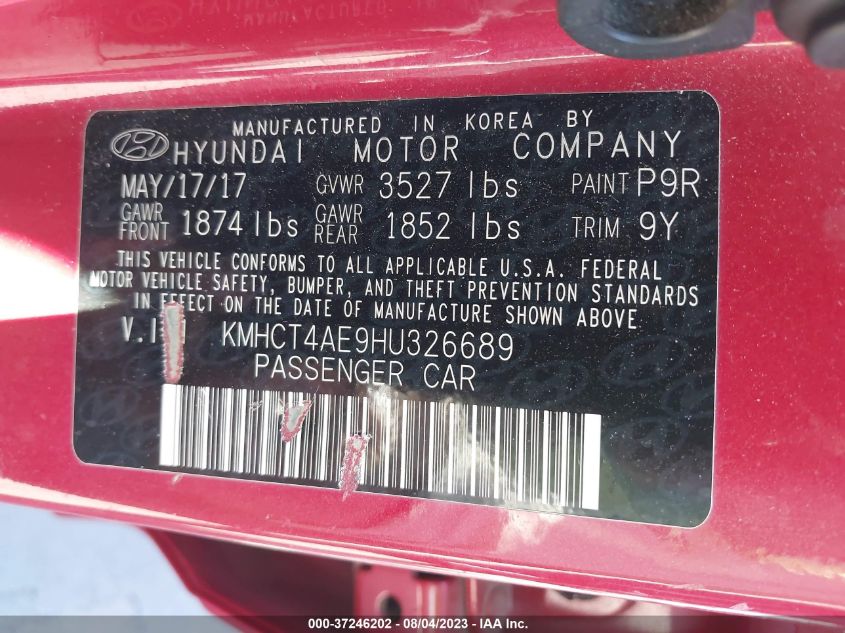 MANUFACTURED IN KOREA BY
HYUNDAI MOTOR COMPANY
MAY/17/17 GVWR 3527 lbs PAINT P9R
GAWR FRONT 1874 lbs GAWR REAR 1852 lbs TRIM 9Y
THIS VEHICLE CONFORMS TO ALL APPLICABLE U.S.A. FEDERAL
MOTOR VEHICLE SAFETY, BUMPER, AND THEFT PREVENTION STANDARDS
IN EFFECT ON THE DATE OF MANUFACTURE SHOWN ABOVE
KMHCT4AE9HU326689
PASSENGER CAR
000-37246202 - 08/04/2023 - IAA Inc.